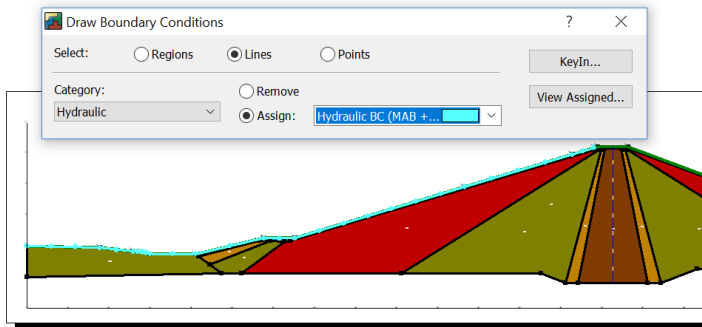 Draw Boundary Conditions
?
Select:
Regions
Lines
Points
KeyIn...
Category:
Remove
View Assigned...
Hydraulic
Assign:
Hydraulic BC (MAB +...